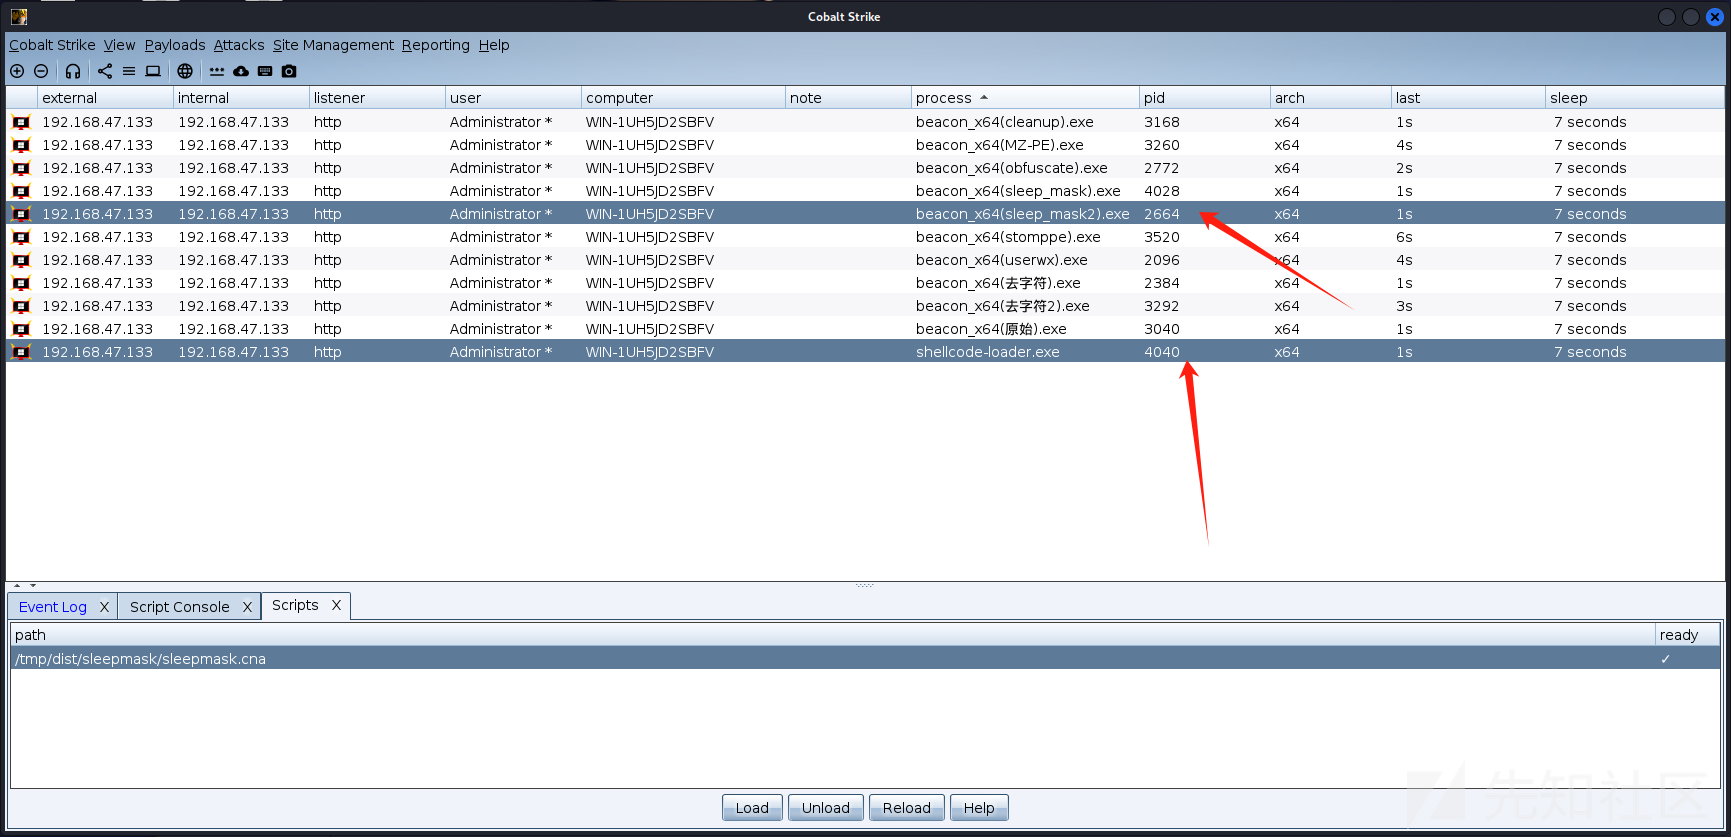 Cobalt Strike
Cobalt Strike View Payloads Attacks Site Management Reporting Help
external internal listener user computer note process pid arch last sleep
192.168.47.133 192.168.47.133 http Administrator * WIN-1UH5JD2SBFV beacon_x64(cleanup).exe 3168 x64 1s 7 seconds
192.168.47.133 192.168.47.133 http Administrator * WIN-1UH5JD2SBFV beacon_x64(MZ-PE).exe 3260 x64 4s 7 seconds
192.168.47.133 192.168.47.133 http Administrator * WIN-1UH5JD2SBFV beacon_x64(obfuscate).exe 2772 x64 2s 7 seconds
192.168.47.133 192.168.47.133 http Administrator * WIN-1UH5JD2SBFV beacon_x64(sleep_mask).exe 4028 x64 1s 7 seconds
192.168.47.133 192.168.47.133 http Administrator * WIN-1UH5JD2SBFV beacon_x64(sleep_mask2).exe 2664 x64 1s 7 seconds
192.168.47.133 192.168.47.133 http Administrator * WIN-1UH5JD2SBFV beacon_x64(stomppe).exe 3520 x64 6s 7 seconds
192.168.47.133 192.168.47.133 http Administrator * WIN-1UH5JD2SBFV beacon_x64(userwx).exe 2096 x64 4s 7 seconds
192.168.47.133 192.168.47.133 http Administrator * WIN-1UH5JD2SBFV beacon_x64(去字符).exe 2384 x64 1s 7 seconds
192.168.47.133 192.168.47.133 http Administrator * WIN-1UH5JD2SBFV beacon_x64(去字符2).exe 3292 x64 3s 7 seconds
192.168.47.133 192.168.47.133 http Administrator * WIN-1UH5JD2SBFV beacon_x64(原始).exe 3040 x64 1s 7 seconds
192.168.47.133 192.168.47.133 http Administrator * WIN-1UH5JD2SBFV shellcode-loader.exe 4040 x64 1s 7 seconds
Event Log X Script Console X Scripts X
path ready
/tmp/dist/sleepmask/sleepmask.cna ✓
Load Unload Reload Help
先知社区